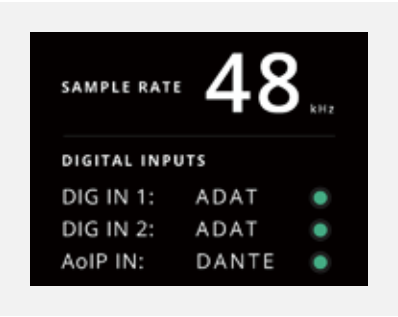 SAMPLE RATE 48 kHz
DIGITAL INPUTS
DIG IN 1: ADAT
DIG IN 2: ADAT
AoIP IN: DANTE